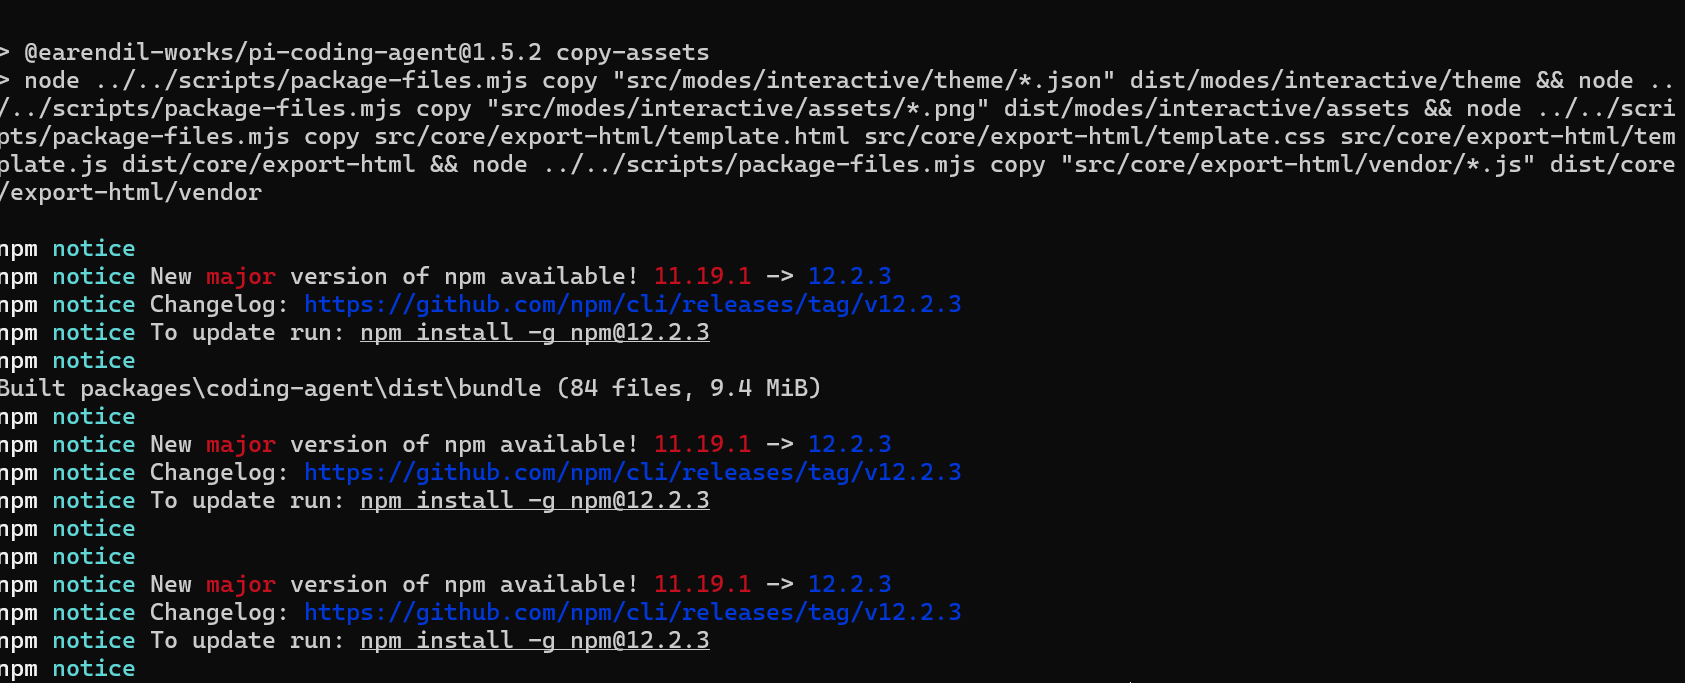 > @earendil-works/pi-coding-agent@1.5.2 copy-assets
> node ../../scripts/package-files.mjs copy "src/modes/interactive/theme/*.json" dist/modes/interactive/theme && node ..
/../scripts/package-files.mjs copy "src/modes/interactive/assets/*.png" dist/modes/interactive/assets && node ../../scri
pts/package-files.mjs copy src/core/export-html/template.html src/core/export-html/template.css src/core/export-html/tem
plate.js dist/core/export-html && node ../../scripts/package-files.mjs copy "src/core/export-html/vendor/*.js" dist/core
/export-html/vendor
npm notice
npm notice New major version of npm available! 11.19.1 -> 12.2.3
npm notice Changelog: https://github.com/npm/cli/releases/tag/v12.2.3
npm notice To update run: npm install -g npm@12.2.3
npm notice
Built packages\coding-agent\dist\bundle (84 files, 9.4 MiB)
npm notice
npm notice New major version of npm available! 11.19.1 -> 12.2.3
npm notice Changelog: https://github.com/npm/cli/releases/tag/v12.2.3
npm notice To update run: npm install -g npm@12.2.3
npm notice
npm notice
npm notice New major version of npm available! 11.19.1 -> 12.2.3
npm notice Changelog: https://github.com/npm/cli/releases/tag/v12.2.3
npm notice To update run: npm install -g npm@12.2.3
npm notice